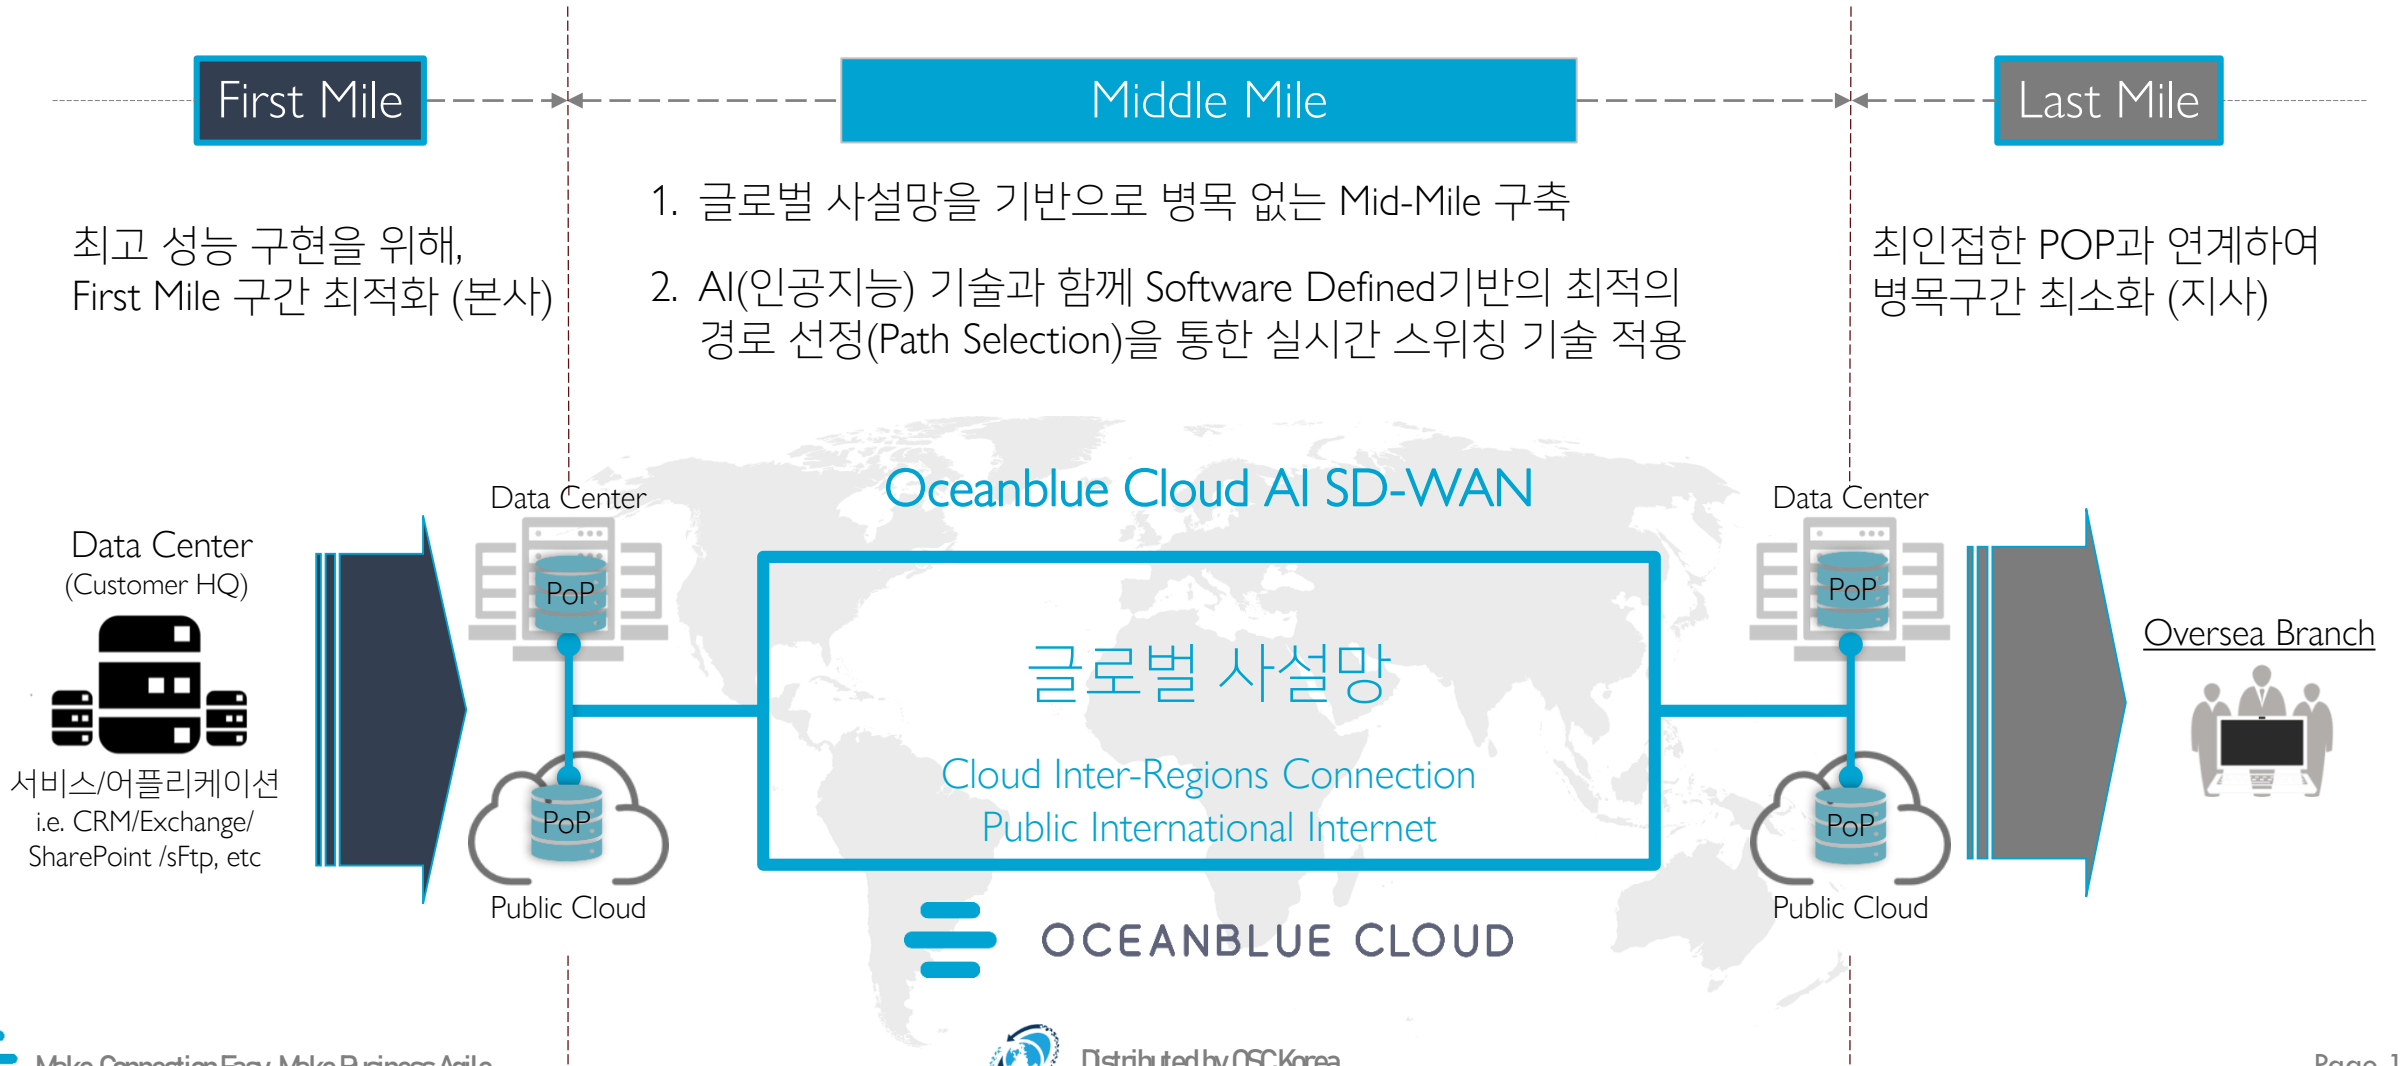 First Mile
Middle Mile
Last Mile
최고 성능 구현을 위해,
First Mile 구간 최적화 (본사)
1. 글로벌 사설망을 기반으로 병목 없는 Mid-Mile 구축
2. AI(인공지능) 기술과 함께 Software Defined기반의 최적의
경로 선정(Path Selection)을 통한 실시간 스위칭 기술 적용
최인접한 POP과 연계하여
병목구간 최소화 (지사)
Oceanblue Cloud AI SD-WAN
Data Center
(Customer HQ)
서비스/어플리케이션
i.e. CRM/Exchange/
SharePoint /sFtp, etc
Data Center
PoP
PoP
Public Cloud
글로벌 사설망
Cloud Inter-Regions Connection
Public International Internet
OCEANBLUE CLOUD
Data Center
PoP
PoP
Public Cloud
Oversea Branch
Make Connection Easy, Make Business Agile
Distributed by OSC Korea
Page 1